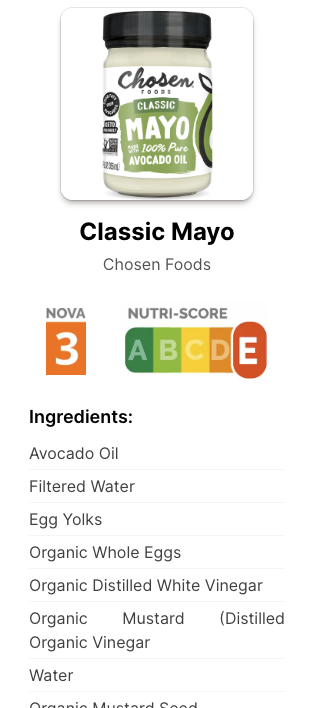 Chosen
FOODS
CLASSIC
MAYO
MADE WITH 100% Pure
AVOCADO OIL
Classic Mayo
Chosen Foods
NOVA
3
NUTRI-SCORE
A B C D E
Ingredients:
Avocado Oil
Filtered Water
Egg Yolks
Organic Whole Eggs
Organic Distilled White Vinegar
Organic Mustard (Distilled
Organic Vinegar
Water
Organic Mustard Seed